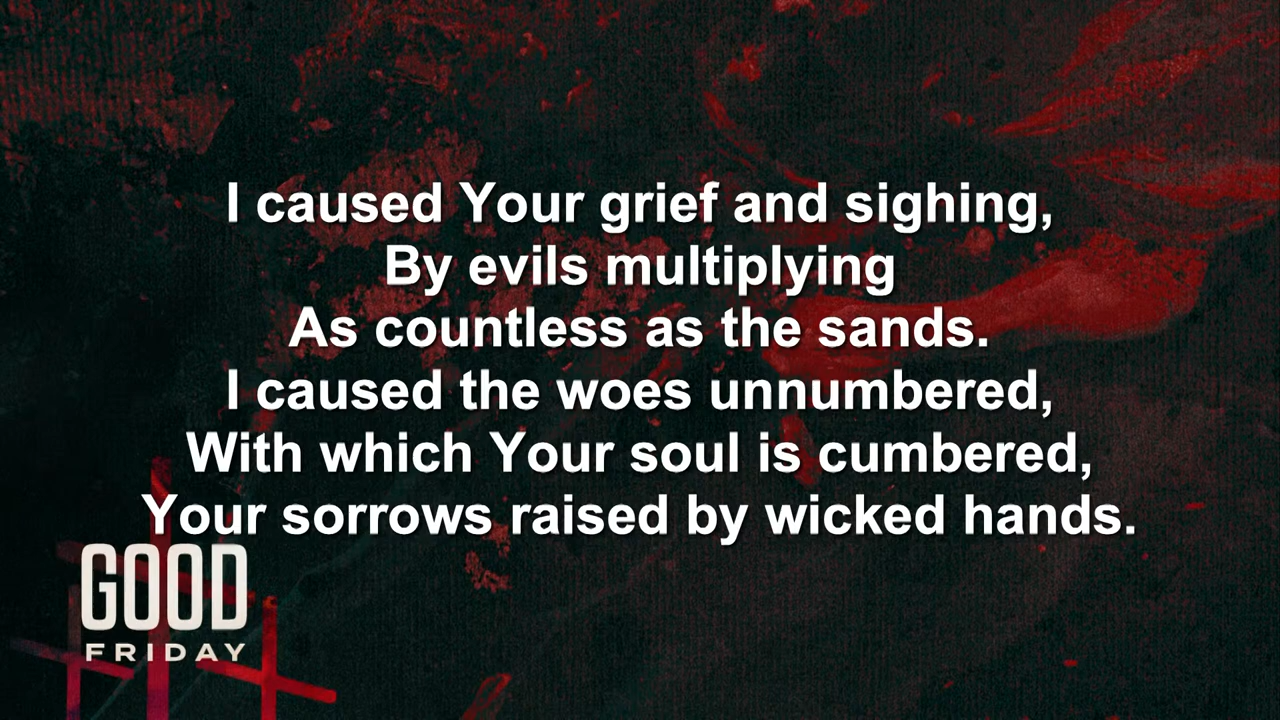 I caused Your grief and sighing,
By evils multiplying
As countless as the sands.
I caused the woes unnumbered,
With which Your soul is cumbered,
Your sorrows raised by wicked hands.
GOOD
FRIDAY